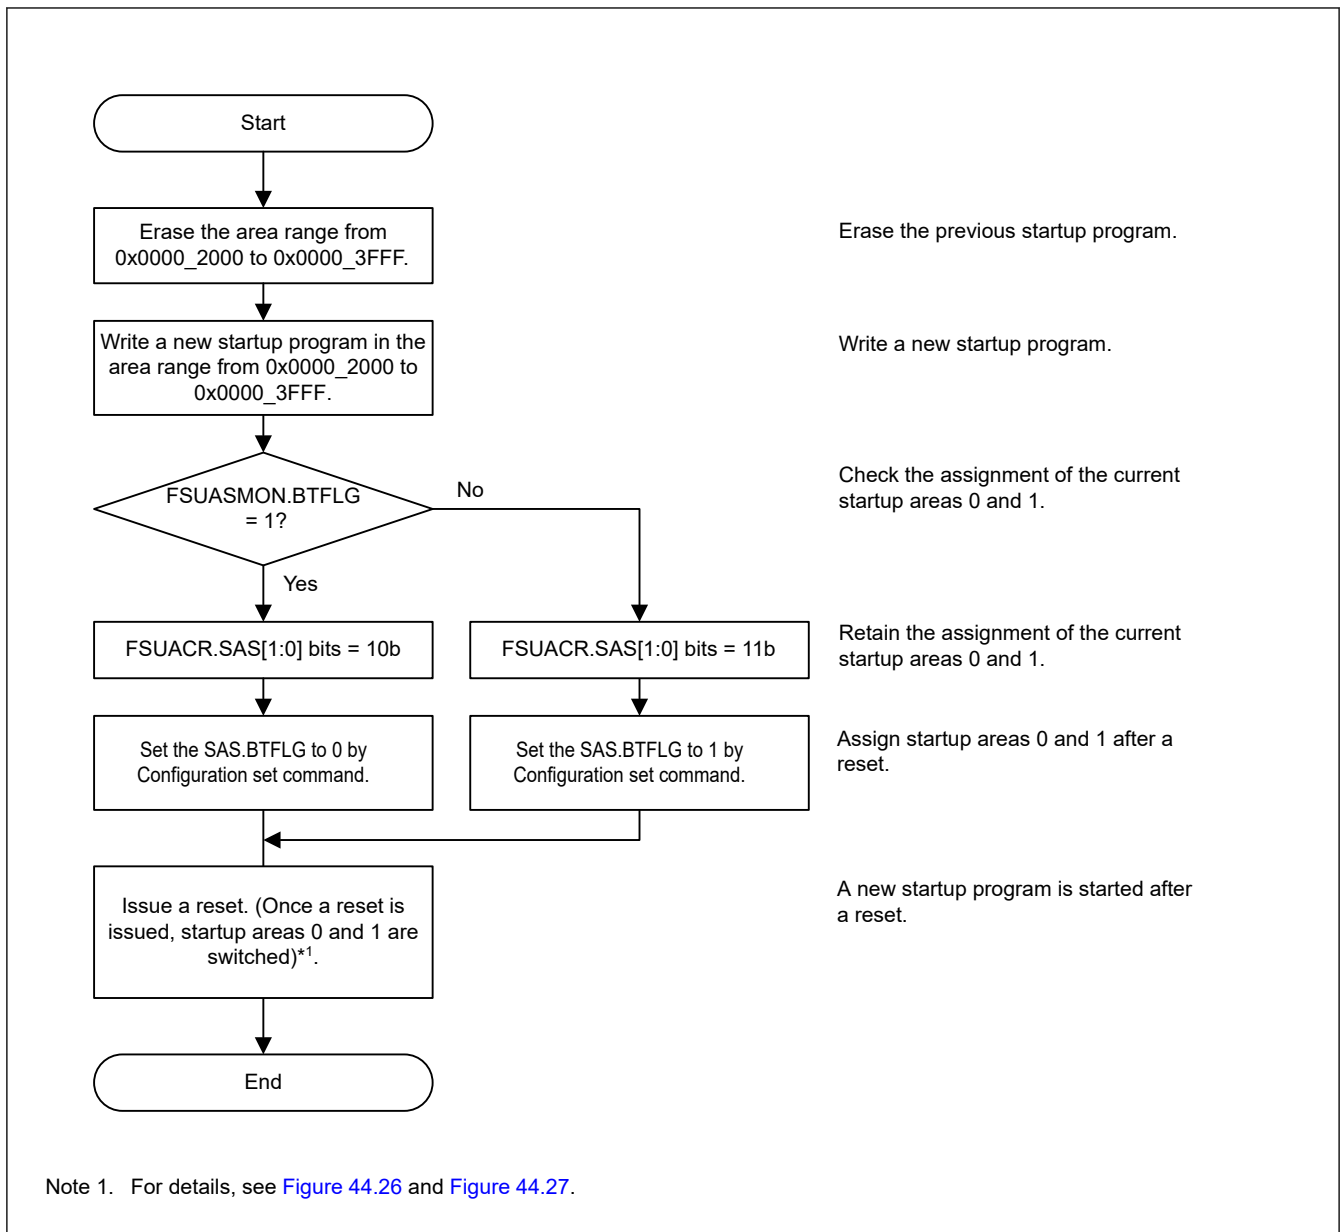 Start
Erase the area range from
0x0000_2000 to 0x0000_3FFF.
Erase the previous startup program.
Write a new startup program in the
area range from 0x0000_2000 to
0x0000_3FFF.
Write a new startup program.
FSUASMON.BTFLG
= 1?
No
Yes
Check the assignment of the current
startup areas 0 and 1.
FSUACR.SAS[1:0] bits = 10b
FSUACR.SAS[1:0] bits = 11b
Retain the assignment of the current
startup areas 0 and 1.
Set the SAS.BTFLG to 0 by
Configuration set command.
Set the SAS.BTFLG to 1 by
Configuration set command.
Assign startup areas 0 and 1 after a
reset.
Issue a reset. (Once a reset is
issued, startup areas 0 and 1 are
switched)*1.
A new startup program is started after
a reset.
End
Note 1. For details, see Figure 44.26 and Figure 44.27.